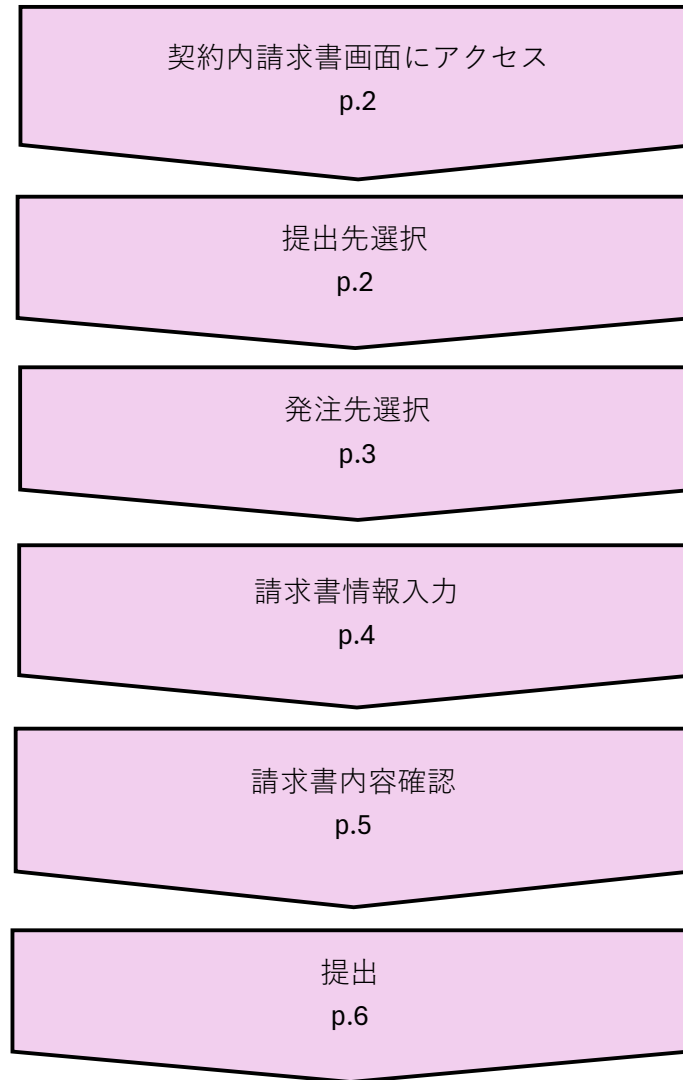 契約内請求書画面にアクセス
p.2
提出先選択
p.2
発注先選択
p.3
請求書情報入力
p.4
請求書内容確認
p.5
提出
p.6